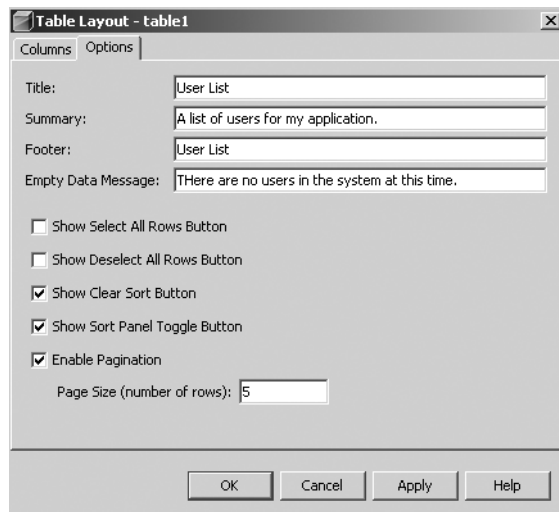 Table Layout - table1
Columns Options
Title: User List
Summary: A list of users for my application.
Footer: User List
Empty Data Message: THere are no users in the system at this time.
Show Select All Rows Button
Show Deselect All Rows Button
Show Clear Sort Button
Show Sort Panel Toggle Button
Enable Pagination
Page Size (number of rows): 5
OK Cancel Apply Help